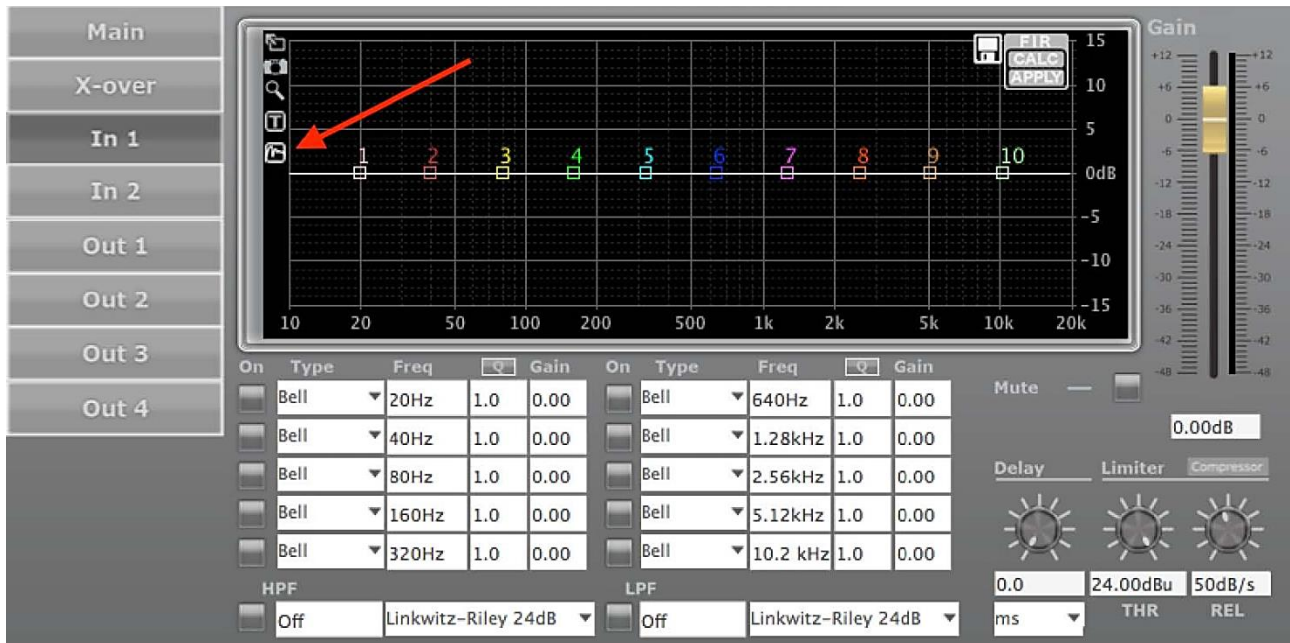 Main
X-over
In 1
In 2
Out 1
Out 2
Out 3
Out 4
T
FIR
CALC
APPLY
1 2 3 4 5 6 7 8 9 10
15
10
5
0dB
-5
-10
-15
10 20 50 100 200 500 1k 2k 5k 10k 20k
Gain
+12 +12
+6 +6
0 0
-6 -6
-12 -12
-18 -18
-24 -24
-30 -30
-36 -36
-42 -42
-48 -48
On Type Freq Q Gain On Type Freq Q Gain
Bell 20Hz 1.0 0.00 Bell 640Hz 1.0 0.00
Bell 40Hz 1.0 0.00 Bell 1.28kHz 1.0 0.00
Bell 80Hz 1.0 0.00 Bell 2.56kHz 1.0 0.00
Bell 160Hz 1.0 0.00 Bell 5.12kHz 1.0 0.00
Bell 320Hz 1.0 0.00 Bell 10.2 kHz 1.0 0.00
HPF LPF
Off Linkwitz-Riley 24dB Off Linkwitz-Riley 24dB
Mute
0.00dB
Delay Limiter Compressor
0.0 24.00dBu 50dB/s
ms THR REL